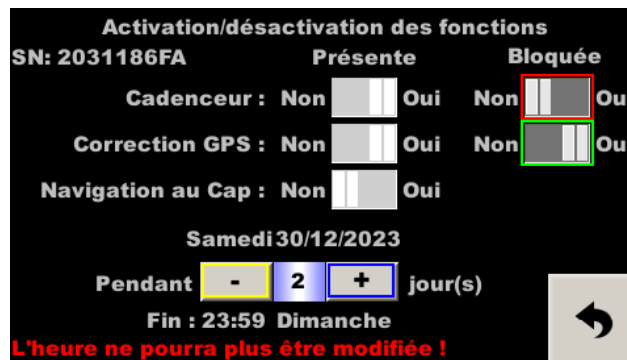 Activation/désactivation des fonctions
SN: 2031186FA Présente Bloquée
Cadenceur : Non Oui Non Ou
Correction GPS : Non Oui Non Ou
Navigation au Cap : Non Oui
Samedi 30/12/2023
Pendant - 2 + jour(s)
Fin : 23:59 Dimanche
L'heure ne pourra plus être modifiée !